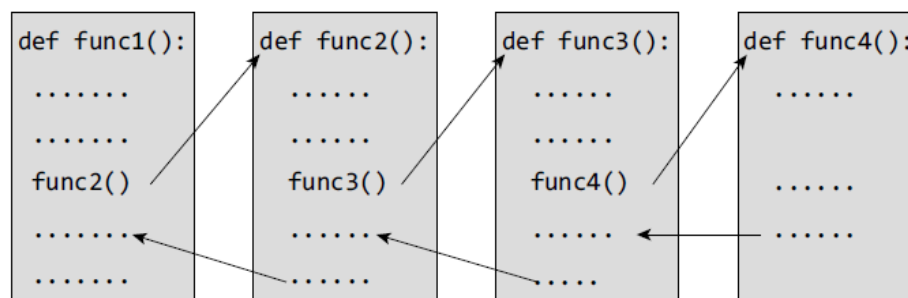 def func1():
.......
.......
func2()
.......
.......
def func2():
......
......
func3()
......
......
def func3():
......
......
func4()
......
.....
def func4():
......
......
......